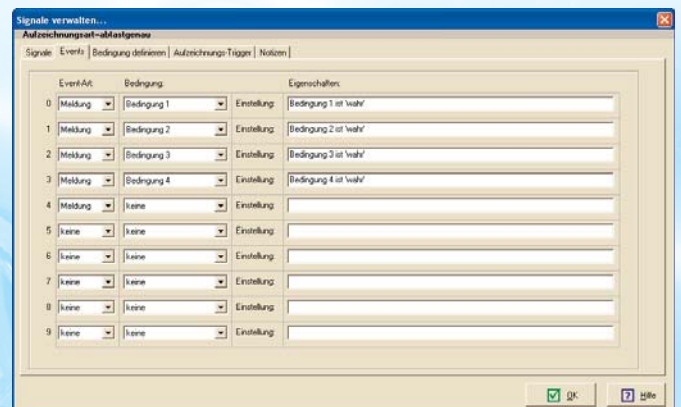 Signale verwalten...
Aufzeichnungsart=abtastgenau
Signale Events Bedingung definieren Aufzeichnungs-Trigger Notizen
Event-Art: Bedingung: Eigenschaften:
0 Meldung Bedingung 1 Einstellung: Bedingung 1 ist 'wahr'
1 Meldung Bedingung 2 Einstellung: Bedingung 2 ist 'wahr'
2 Meldung Bedingung 3 Einstellung: Bedingung 3 ist 'wahr'
3 Meldung Bedingung 4 Einstellung: Bedingung 4 ist 'wahr'
4 Meldung keine Einstellung:
5 keine keine Einstellung:
6 keine keine Einstellung:
7 keine keine Einstellung:
8 keine keine Einstellung:
9 keine keine Einstellung:
OK Hilfe